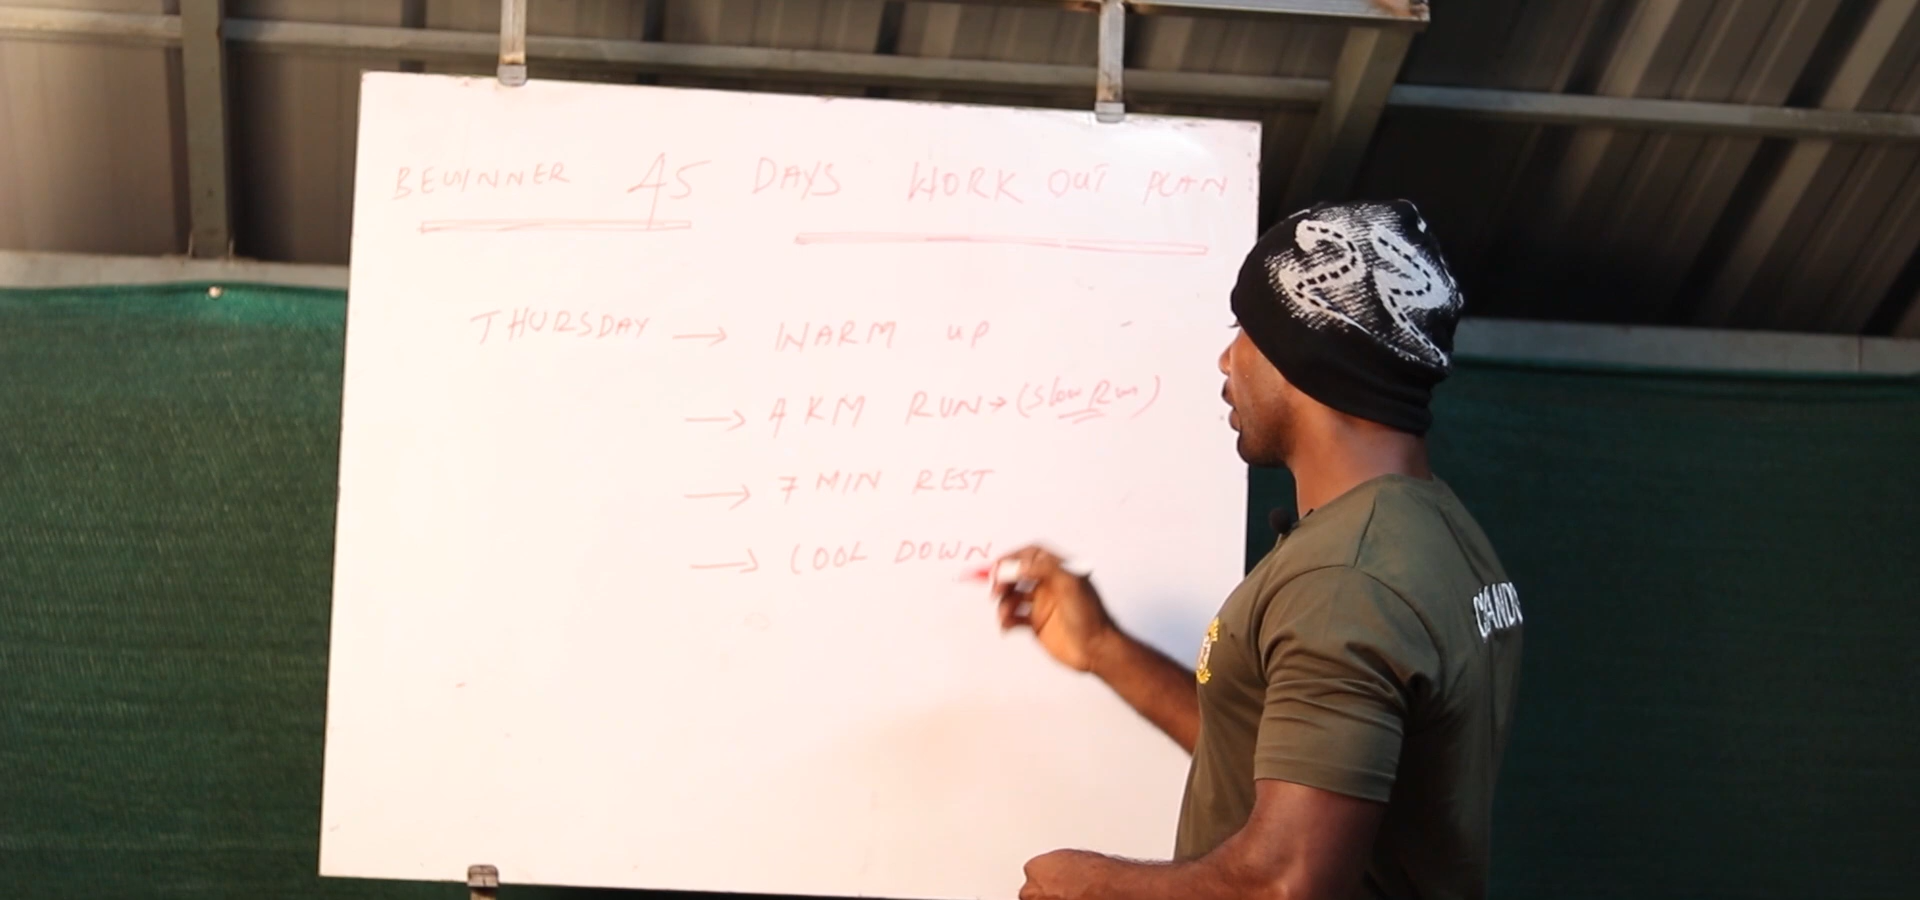 BEGINNER 45 DAYS WORK OUT PLAN
THURSDAY → WARM UP
→ 4 KM RUN → (Slow Run)
→ 7 MIN REST
→ COOL DOWN